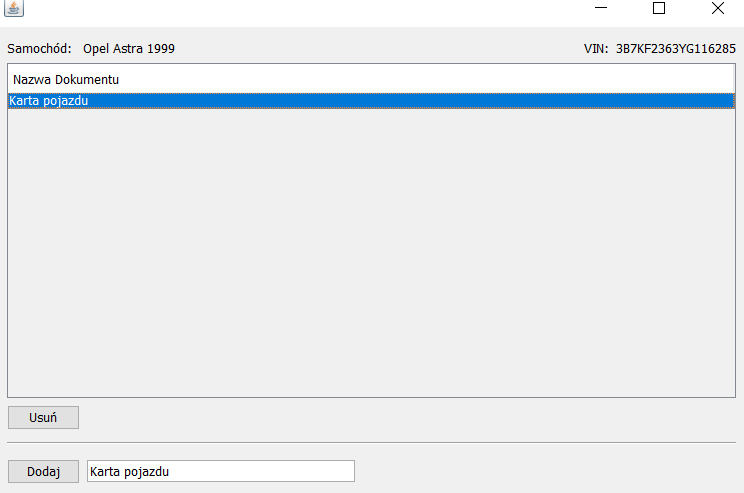 Samochód: Opel Astra 1999 VIN: 3B7KF2363YG116285
Nazwa Dokumentu
Karta pojazdu
Usuń
Dodaj Karta pojazdu